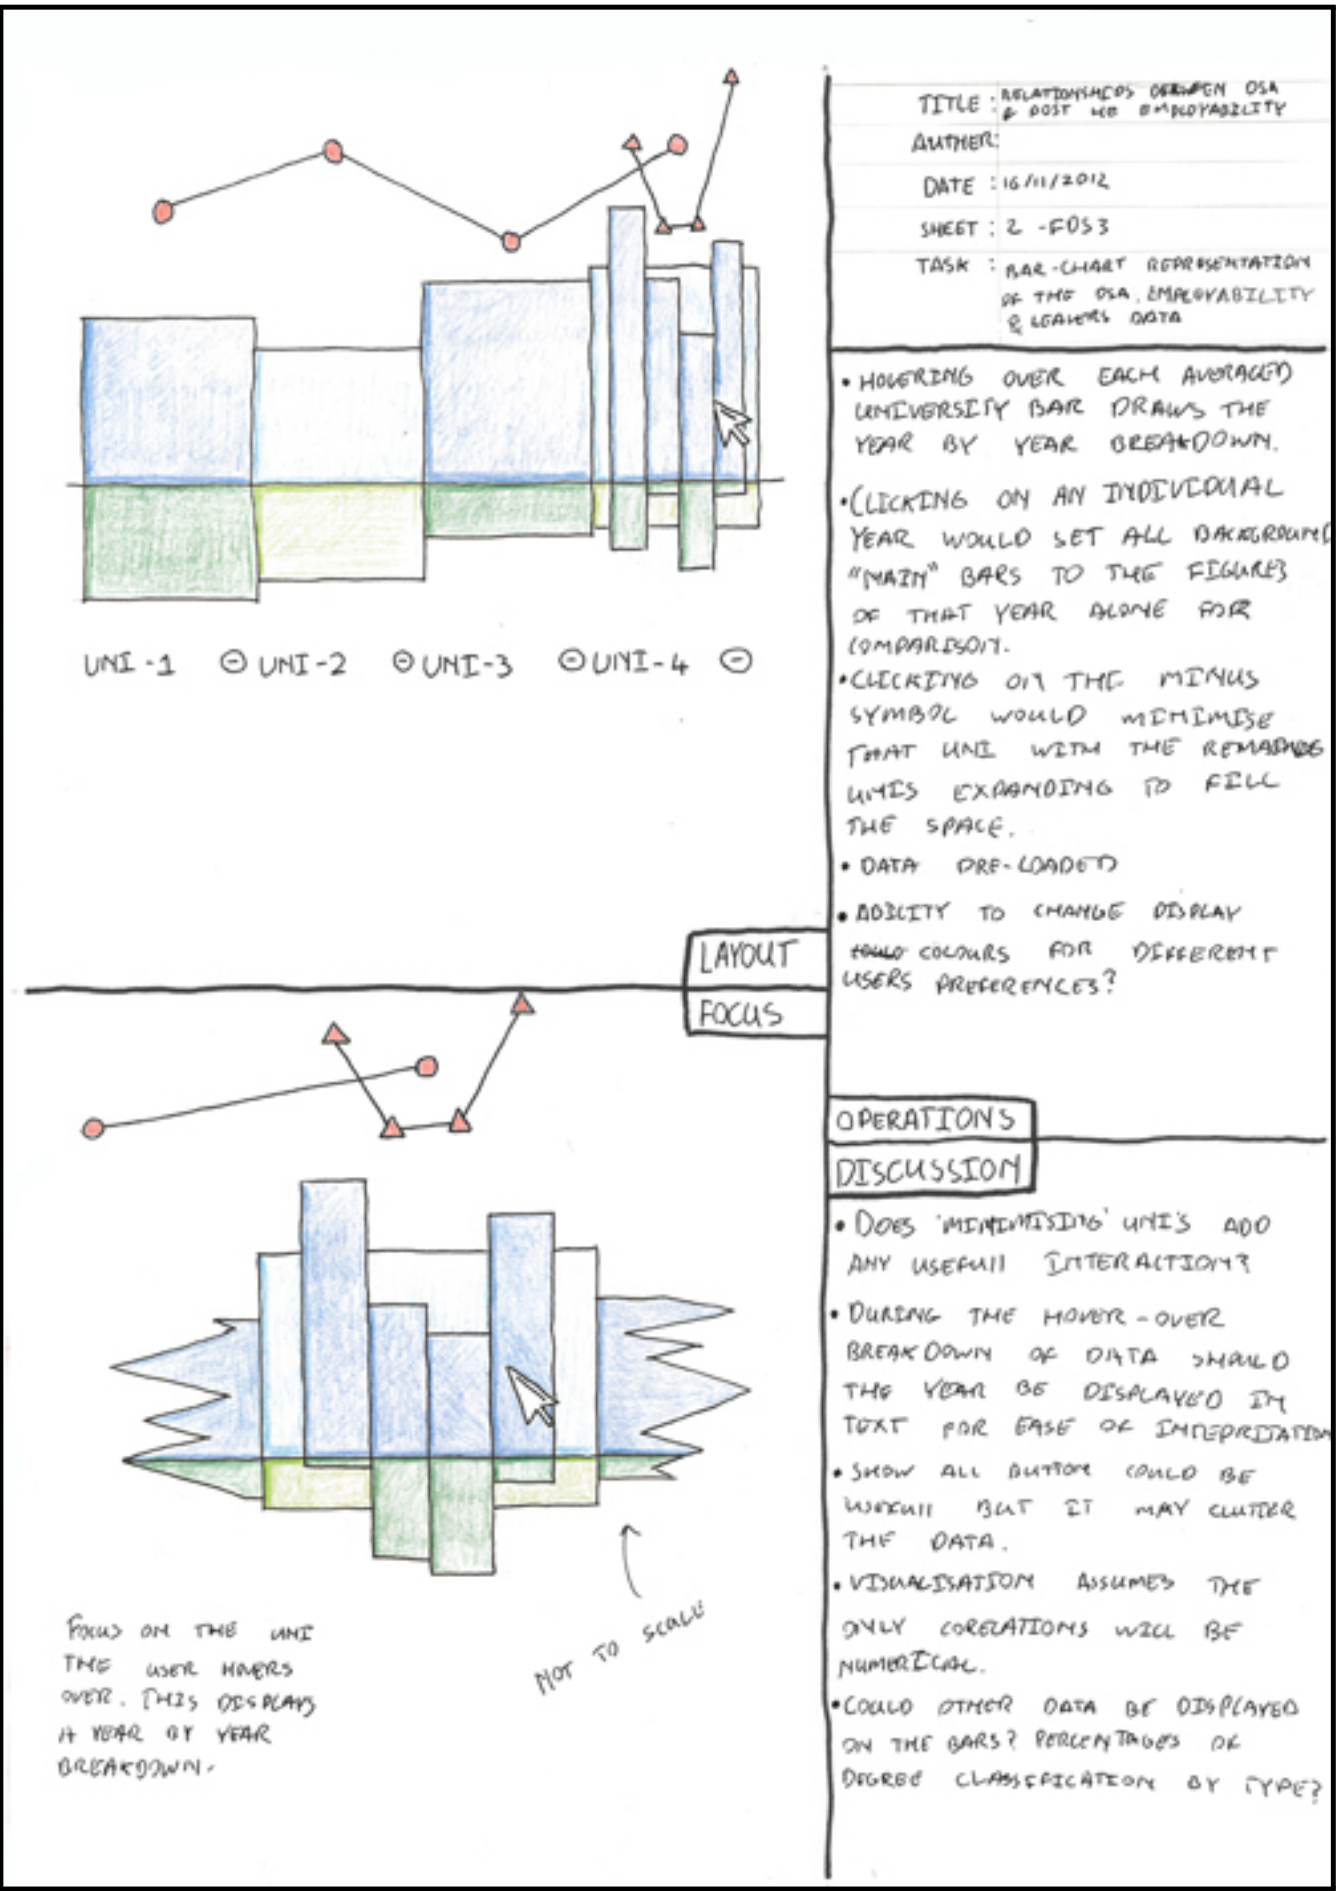 TITLE : RELATIONSHIPS BETWEEN OSA
& POST HE EMPLOYABILITY
AUTHER:
DATE : 16/11/2012
SHEET : 2 - FDS3
TASK : BAR-CHART REPRESENTATION
OF THE OSA, EMPLOYABILITY
& LEAVERS DATA
UNI-1 ⊖ UNI-2 ⊖ UNI-3 ⊖ UNI-4 ⊖
LAYOUT
• HOVERING OVER EACH AVERAGED
UNIVERSITY BAR DRAWS THE
YEAR BY YEAR BREAKDOWN.
• CLICKING ON AN INDIVIDUAL
YEAR WOULD SET ALL BACKGROUND
"MAIN" BARS TO THE FIGURES
OF THAT YEAR ALONE FOR
COMPARISON.
• CLICKING ON THE MINUS
SYMBOL WOULD MINIMISE
THAT UNI WITH THE
UNIS EXPANDING TO FILL
THE SPACE.
• DATA PRE-LOADED
• ABILITY TO CHANGE DISPLAY
COLOURS FOR DIFFERENT
USERS PREFERENCES?
OPERATIONS
FOCUS
FOCUS ON THE UNI
THE USER HOVERS
OVER. THIS DISPLAYS
A YEAR BY YEAR
BREAKDOWN.
NOT TO SCALE
DISCUSSION
• DOES 'MINIMISING' UNI'S ADD
ANY USEFULL INTERACTION?
• DURING THE HOVER-OVER
BREAKDOWN OF DATA SHOULD
THE YEAR BE DISPLAYED IN
TEXT FOR EASE OF
• SHOW ALL BUTTON COULD BE
USEFULL BUT IT MAY CLUTTER
THE DATA.
• VISUALISATION ASSUMES THE
ONLY CORELATIONS WILL BE
NUMERICAL.
• COULD OTHER DATA BE DISPLAYED
ON THE BARS? PERCENTAGES OF
DEGREE CLASSIFICATION BY TYPE?